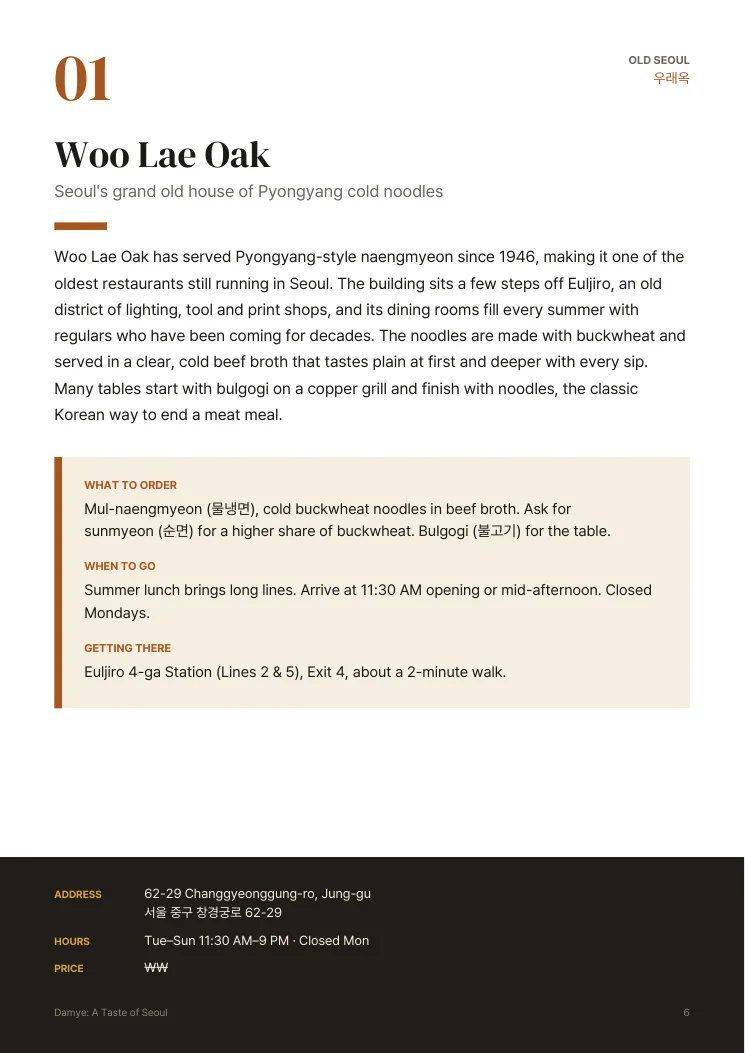 01
OLD SEOUL
우래옥
Woo Lae Oak
Seoul's grand old house of Pyongyang cold noodles
Woo Lae Oak has served Pyongyang-style naengmyeon since 1946, making it one of the
oldest restaurants still running in Seoul. The building sits a few steps off Euljiro, an old
district of lighting, tool and print shops, and its dining rooms fill every summer with
regulars who have been coming for decades. The noodles are made with buckwheat and
served in a clear, cold beef broth that tastes plain at first and deeper with every sip.
Many tables start with bulgogi on a copper grill and finish with noodles, the classic
Korean way to end a meat meal.
WHAT TO ORDER
Mul-naengmyeon (물냉면), cold buckwheat noodles in beef broth. Ask for
sunmyeon (순면) for a higher share of buckwheat. Bulgogi (불고기) for the table.
WHEN TO GO
Summer lunch brings long lines. Arrive at 11:30 AM opening or mid-afternoon. Closed
Mondays.
GETTING THERE
Euljiro 4-ga Station (Lines 2 & 5), Exit 4, about a 2-minute walk.
ADDRESS 62-29 Changgyeonggung-ro, Jung-gu
서울 중구 창경궁로 62-29
HOURS Tue–Sun 11:30 AM–9 PM · Closed Mon
PRICE ₩₩
Damye: A Taste of Seoul 6